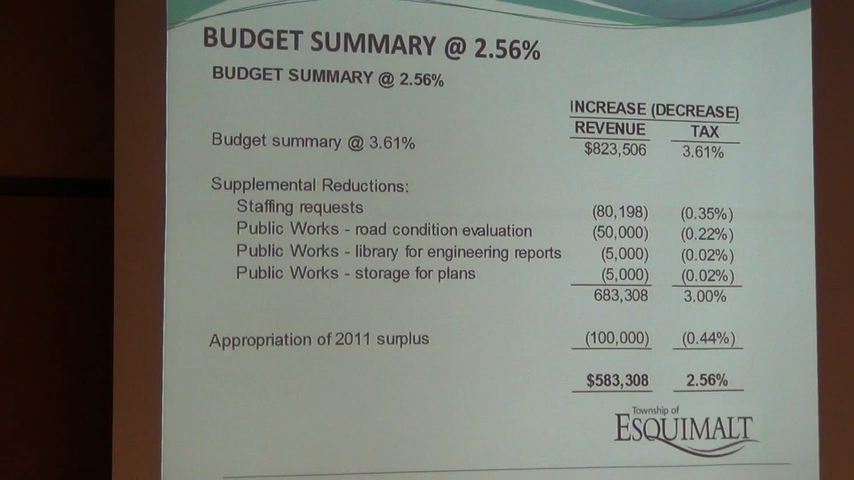 BUDGET SUMMARY @ 2.56%
BUDGET SUMMARY @ 2.56%
INCREASE (DECREASE)
REVENUE TAX
Budget summary @ 3.61% $823,506 3.61%
Supplemental Reductions:
Staffing requests (80,198) (0.35%)
Public Works - road condition evaluation (50,000) (0.22%)
Public Works - library for engineering reports (5,000) (0.02%)
Public Works - storage for plans (5,000) (0.02%)
683,308 3.00%
Appropriation of 2011 surplus (100,000) (0.44%)
$583,308 2.56%
Township of
ESQUIMALT